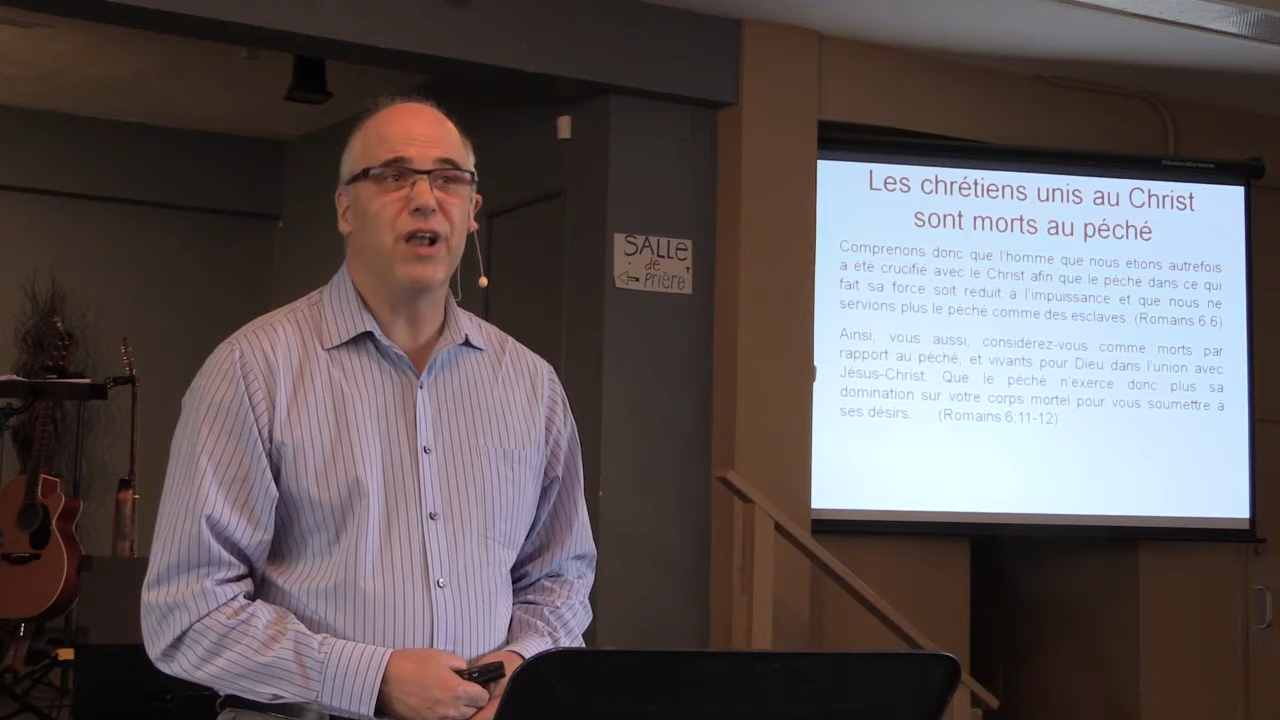 SALLE
de
← Prière
Les chrétiens unis au Christ
sont morts au péché
Comprenons donc que l'homme que nous étions autrefois
a été crucifié avec le Christ afin que le péché dans ce qui
fait sa force soit réduit à l'impuissance et que nous ne
servions plus le péché comme des esclaves. (Romains 6.6)
Ainsi, vous aussi, considérez-vous comme morts par
rapport au péché, et vivants pour Dieu dans l'union avec
Jésus-Christ. Que le péché n'exerce donc plus sa
domination sur votre corps mortel pour vous soumettre à
ses désirs. (Romains 6:11-12)